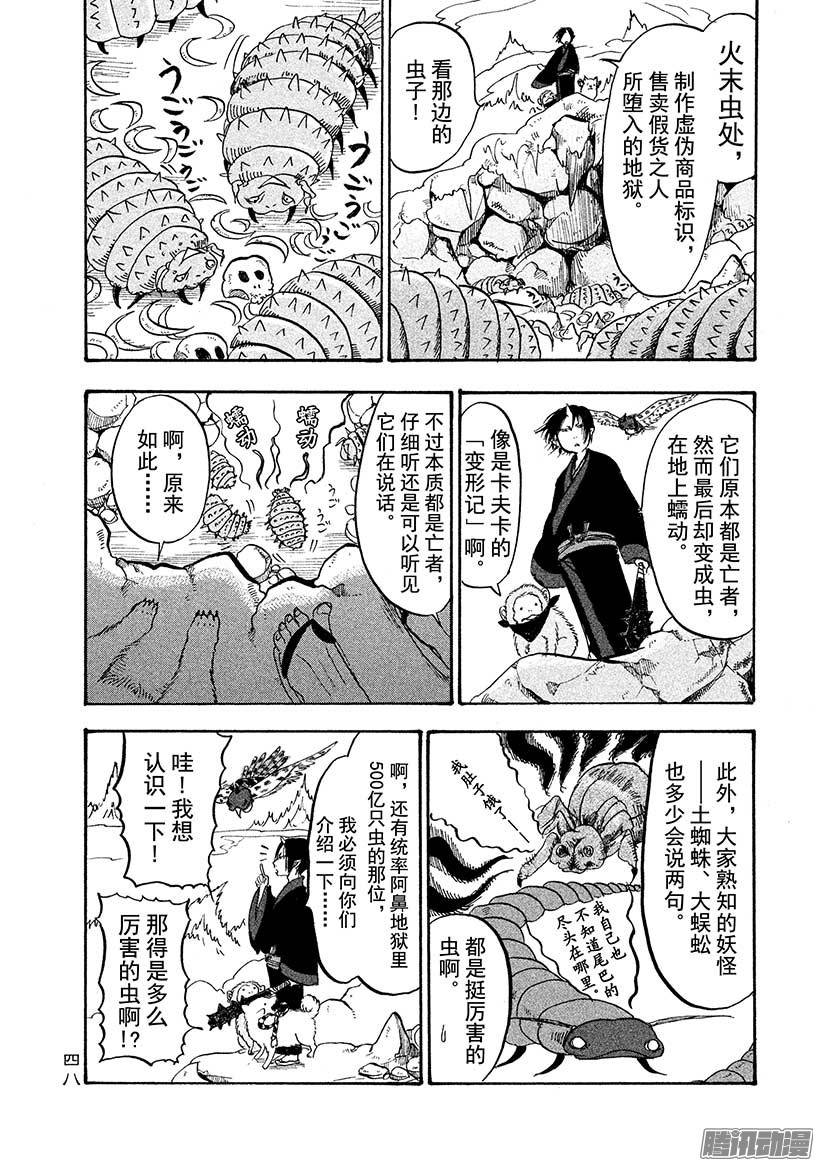 火末虫处，
制作虚伪商品标识，
售卖假货之人
所堕入的地狱。
看那边的
虫子！
うごうご
うごうご
它们原本都是亡者，
然而最后却变成虫，
在地上蠕动。
像是卡夫卡的
「变形记」啊。
不过本质都是亡者，
仔细听还是可以听见
它们在说话。
蠕动
蠕动
啊，原来
如此……
此外，大家熟知的妖怪
——土蜘蛛、大蜈蚣
也多少会说两句。
我肚子饿了——
我自己也
不知道尾巴的
尽头在哪里。
都是挺厉害的
虫啊。
啊，还有统率阿鼻地狱里
500亿只虫的那位，
我必须向你们
介绍一下……
哇！我想
认识一下！
那得是多么
厉害的虫啊!?
四八
腾讯动漫